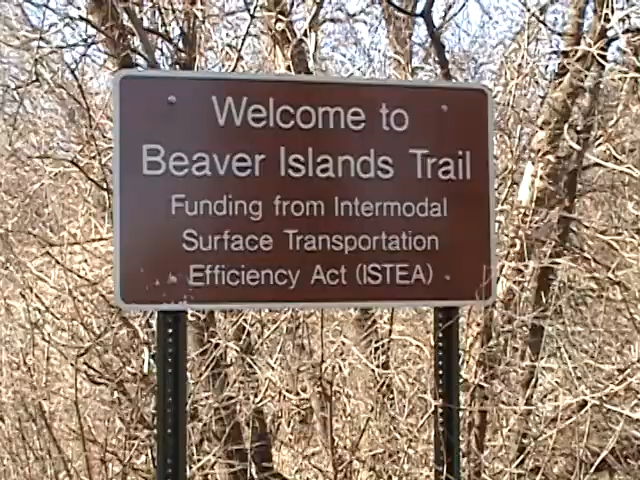 Welcome to
Beaver Islands Trail
Funding from Intermodal
Surface Transportation
Efficiency Act (ISTEA)